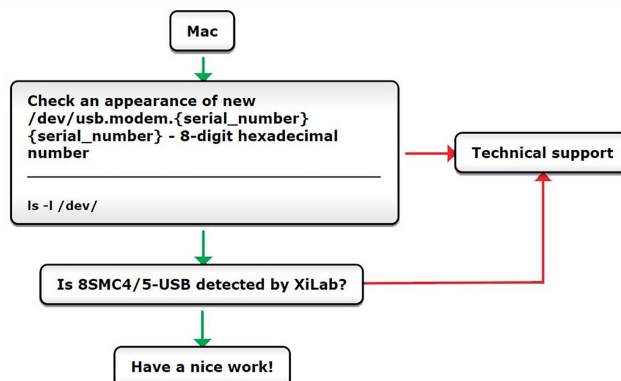 Mac
Check an appearance of new
/dev/usb.modem.{serial_number}
{serial_number} - 8-digit hexadecimal
number
ls -l /dev/
Technical support
Is 8SMC4/5-USB detected by XiLab?
Have a nice work!